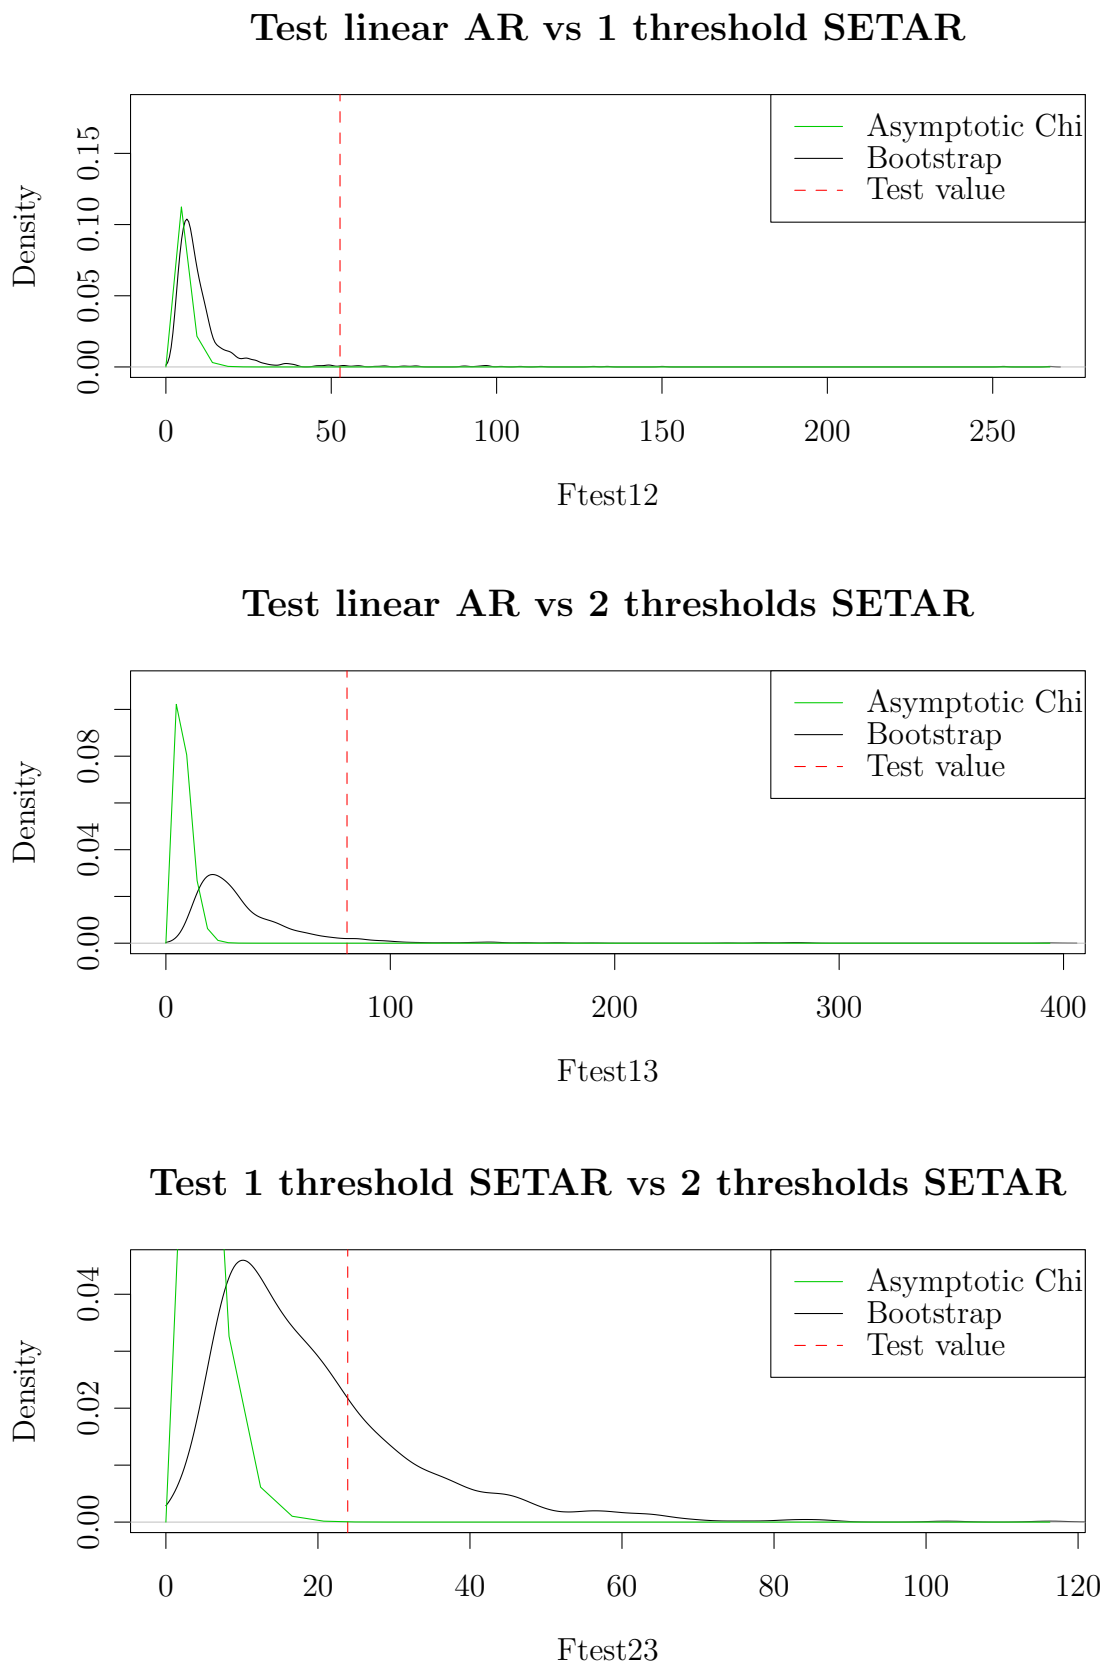 Test linear AR vs 1 threshold SETAR
Density
0.00 0.05 0.10 0.15
Asymptotic Chi
Bootstrap
Test value
0 50 100 150 200 250
Ftest12
Test linear AR vs 2 thresholds SETAR
Density
0.00 0.04 0.08
Asymptotic Chi
Bootstrap
Test value
0 100 200 300 400
Ftest13
Test 1 threshold SETAR vs 2 thresholds SETAR
Density
0.00 0.02 0.04
Asymptotic Chi
Bootstrap
Test value
0 20 40 60 80 100 120
Ftest23